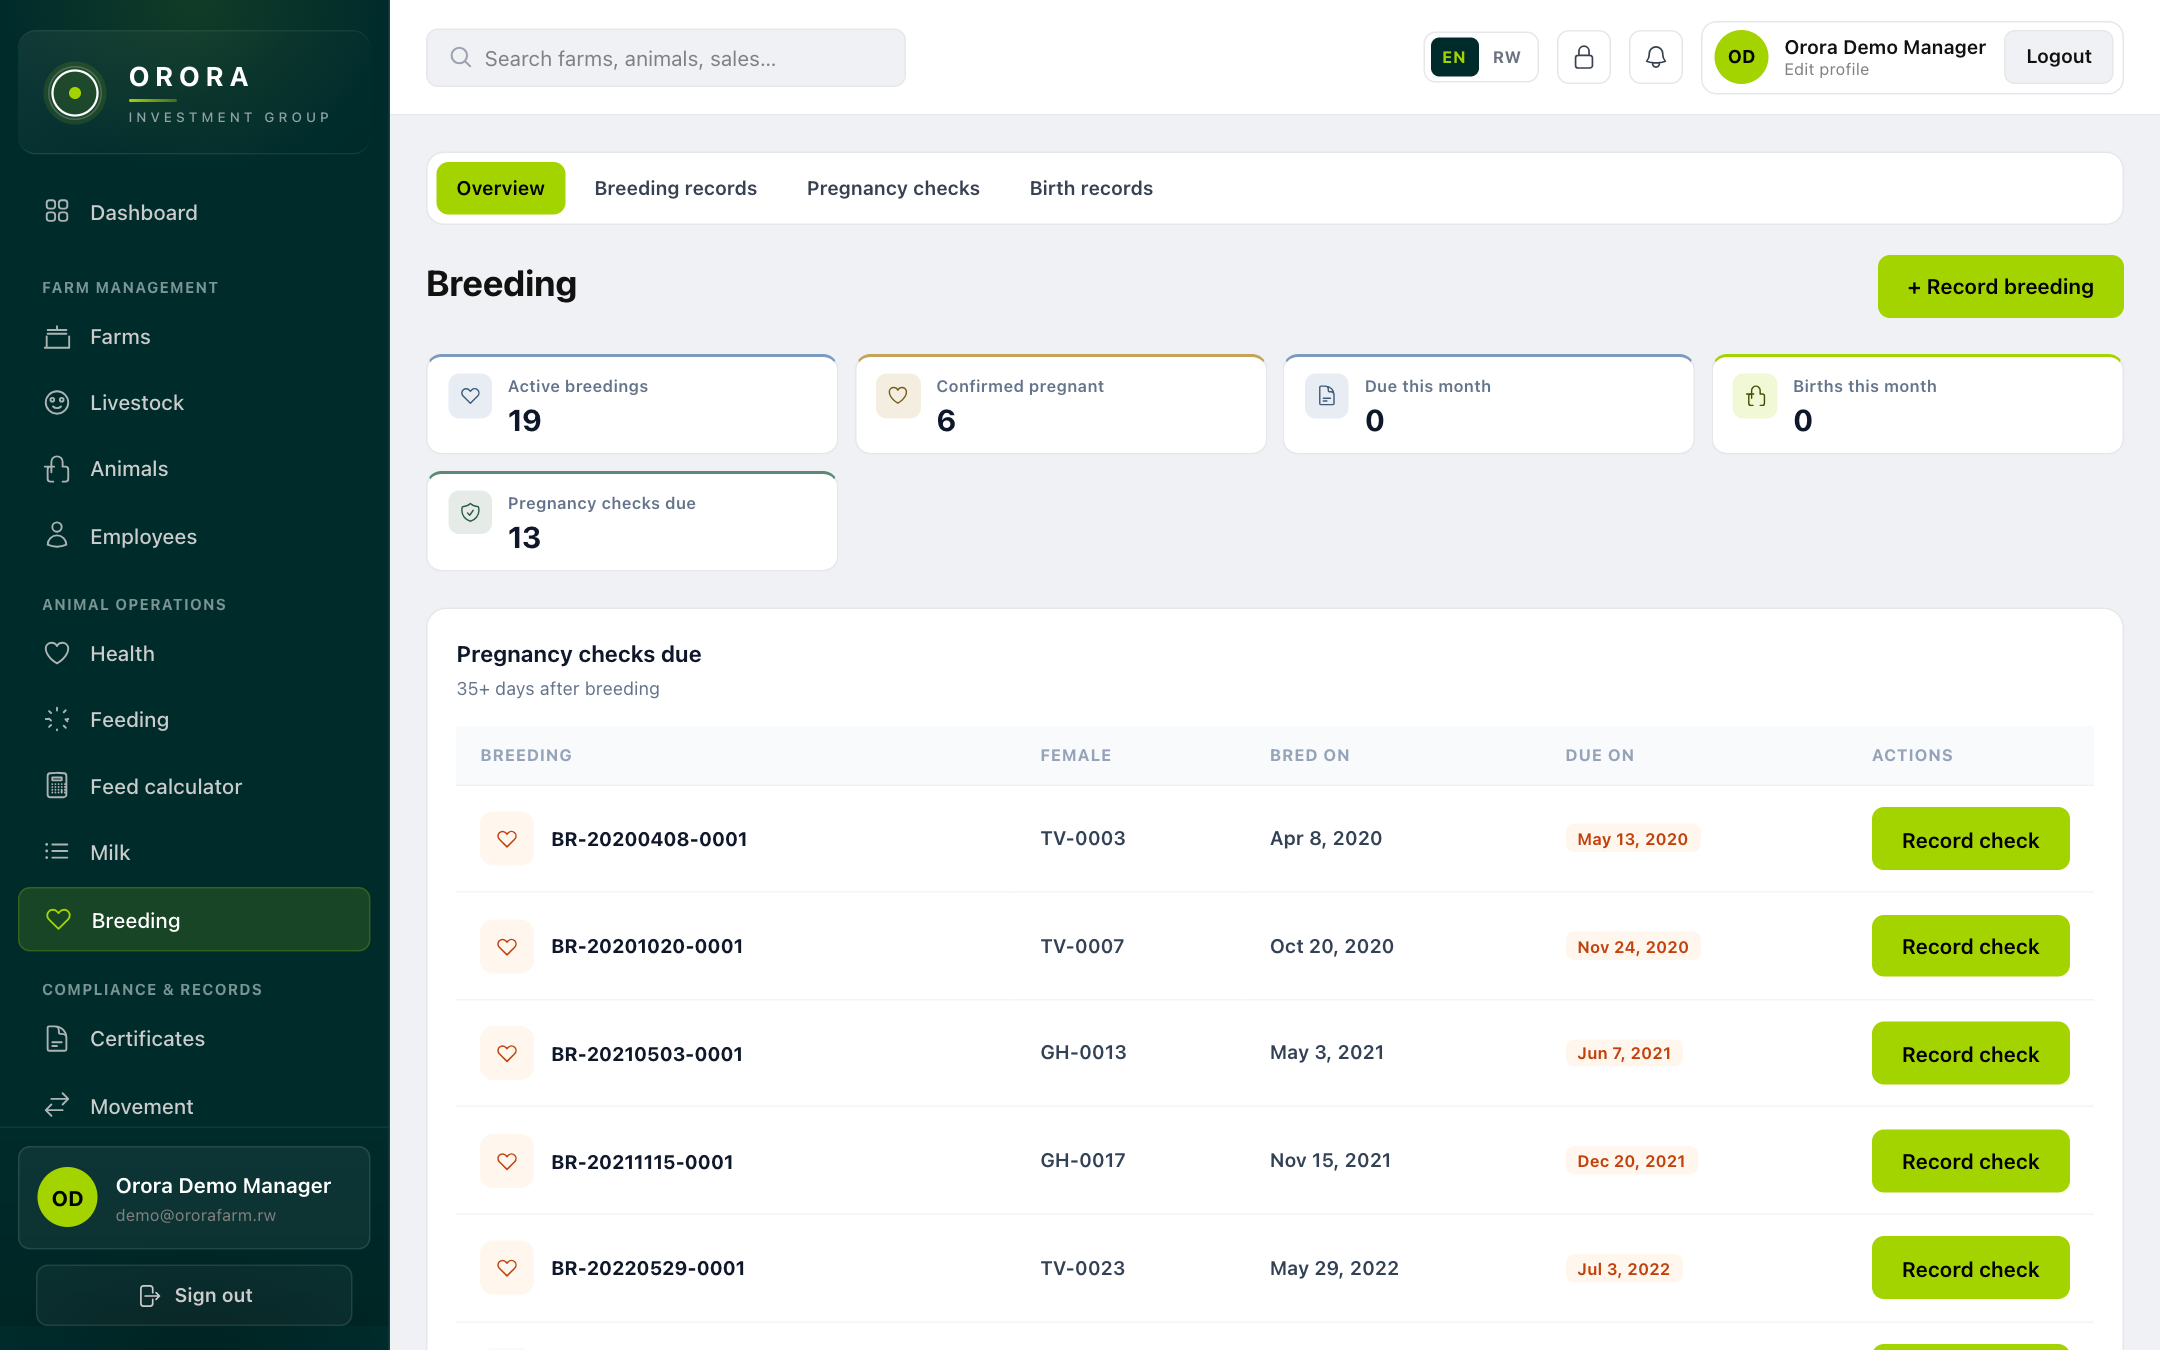 ORORA
INVESTMENT GROUP
Dashboard
FARM MANAGEMENT
Farms
Livestock
Animals
Employees
ANIMAL OPERATIONS
Health
Feeding
Feed calculator
Milk
Breeding
COMPLIANCE & RECORDS
Certificates
Movement
OD
Orora Demo Manager
demo@ororafarm.rw
Sign out
Search farms, animals, sales...
EN RW
OD
Orora Demo Manager
Edit profile
Logout
Overview Breeding records Pregnancy checks Birth records
Breeding
+ Record breeding
Active breedings
19
Confirmed pregnant
6
Due this month
0
Births this month
0
Pregnancy checks due
13
Pregnancy checks due
35+ days after breeding
BREEDING FEMALE BRED ON DUE ON ACTIONS
BR-20200408-0001 TV-0003 Apr 8, 2020 May 13, 2020 Record check
BR-20201020-0001 TV-0007 Oct 20, 2020 Nov 24, 2020 Record check
BR-20210503-0001 GH-0013 May 3, 2021 Jun 7, 2021 Record check
BR-20211115-0001 GH-0017 Nov 15, 2021 Dec 20, 2021 Record check
BR-20220529-0001 TV-0023 May 29, 2022 Jul 3, 2022 Record check